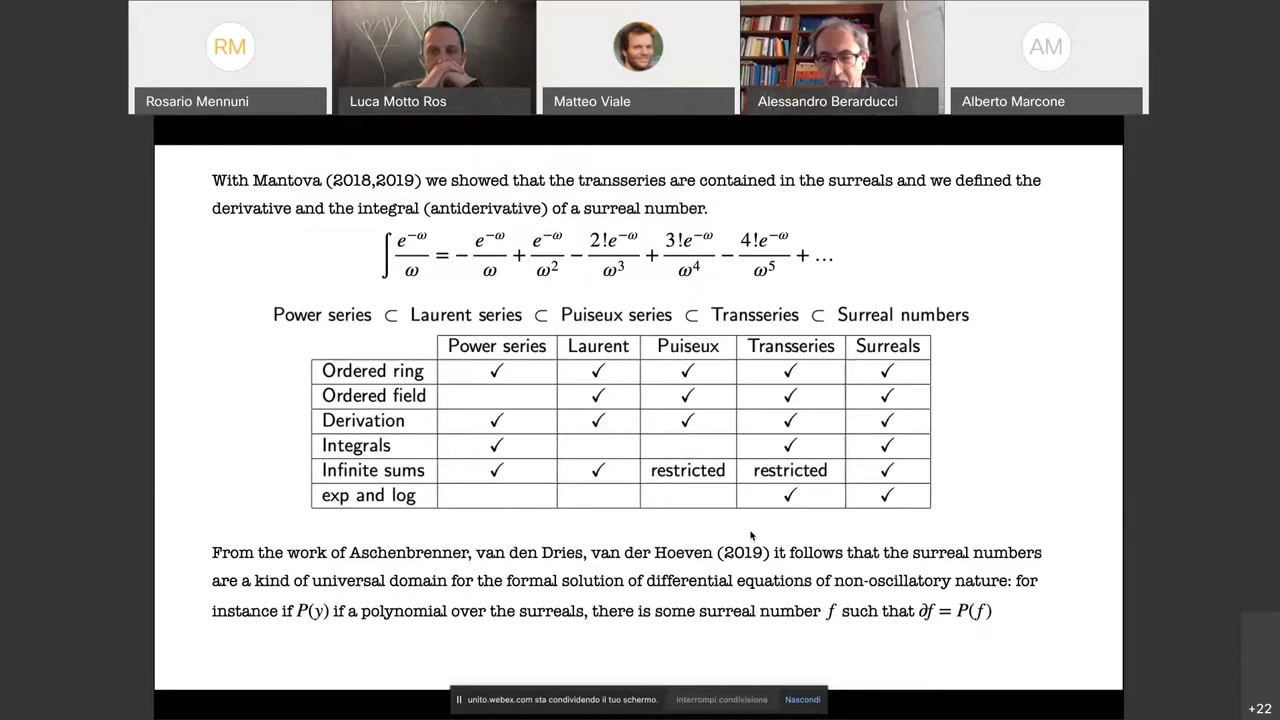 RM
AM
Rosario Mennuni
Luca Motto Ros
Matteo Viale
Alessandro Berarducci
Alberto Marcone
With Mantova (2018,2019) we showed that the transseries are contained in the surreals and we defined the
derivative and the integral (antiderivative) of a surreal number.
∫ e^{−ω}/ω = − e^{−ω}/ω + e^{−ω}/ω² − 2!e^{−ω}/ω³ + 3!e^{−ω}/ω⁴ − 4!e^{−ω}/ω⁵ + …
Power series ⊂ Laurent series ⊂ Puiseux series ⊂ Transseries ⊂ Surreal numbers
Power series Laurent Puiseux Transseries Surreals
Ordered ring ✓ ✓ ✓ ✓ ✓
Ordered field ✓ ✓ ✓ ✓
Derivation ✓ ✓ ✓ ✓ ✓
Integrals ✓ ✓ ✓
Infinite sums ✓ ✓ restricted restricted ✓
exp and log ✓ ✓
From the work of Aschenbrenner, van den Dries, van der Hoeven (2019) it follows that the surreal numbers
are a kind of universal domain for the formal solution of differential equations of non-oscillatory nature: for
instance if P(y) if a polynomial over the surreals, there is some surreal number f such that ∂f = P(f)
unito.webex.com sta condividendo il tuo schermo. Interrompi condivisione Nascondi
+22